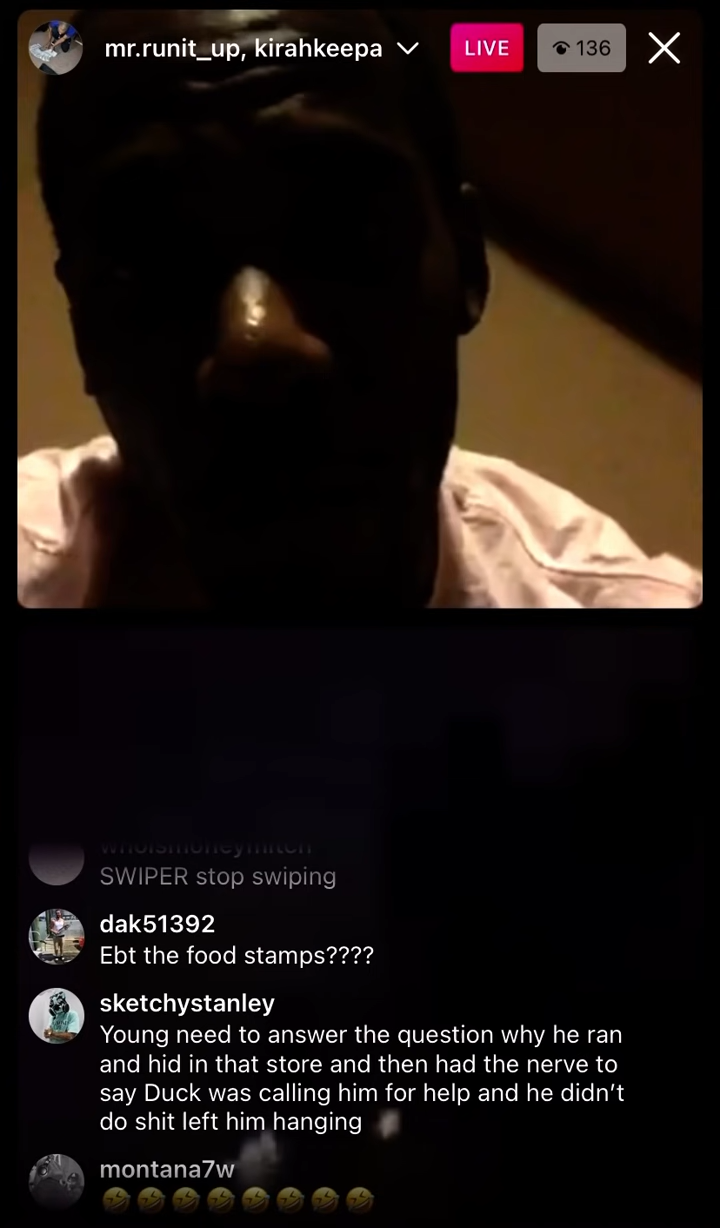 mr.runit_up, kirahkeepa
LIVE
136
whoismoneymitch
SWIPER stop swiping
dak51392
Ebt the food stamps????
sketchystanley
Young need to answer the question why he ran
and hid in that store and then had the nerve to
say Duck was calling him for help and he didn't
do shit left him hanging
montana7w
🤣🤣🤣🤣🤣🤣🤣🤣